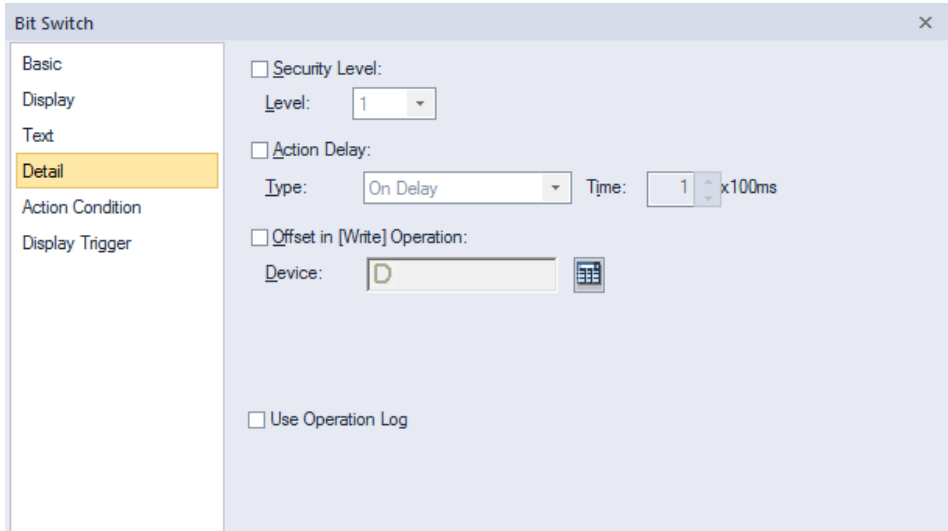 Bit Switch
Basic
Display
Text
Detail
Action Condition
Display Trigger
Security Level:
Level: 1
Action Delay:
Type: On Delay Time: 1 x100ms
Offset in [Write] Operation:
Device: D
Use Operation Log